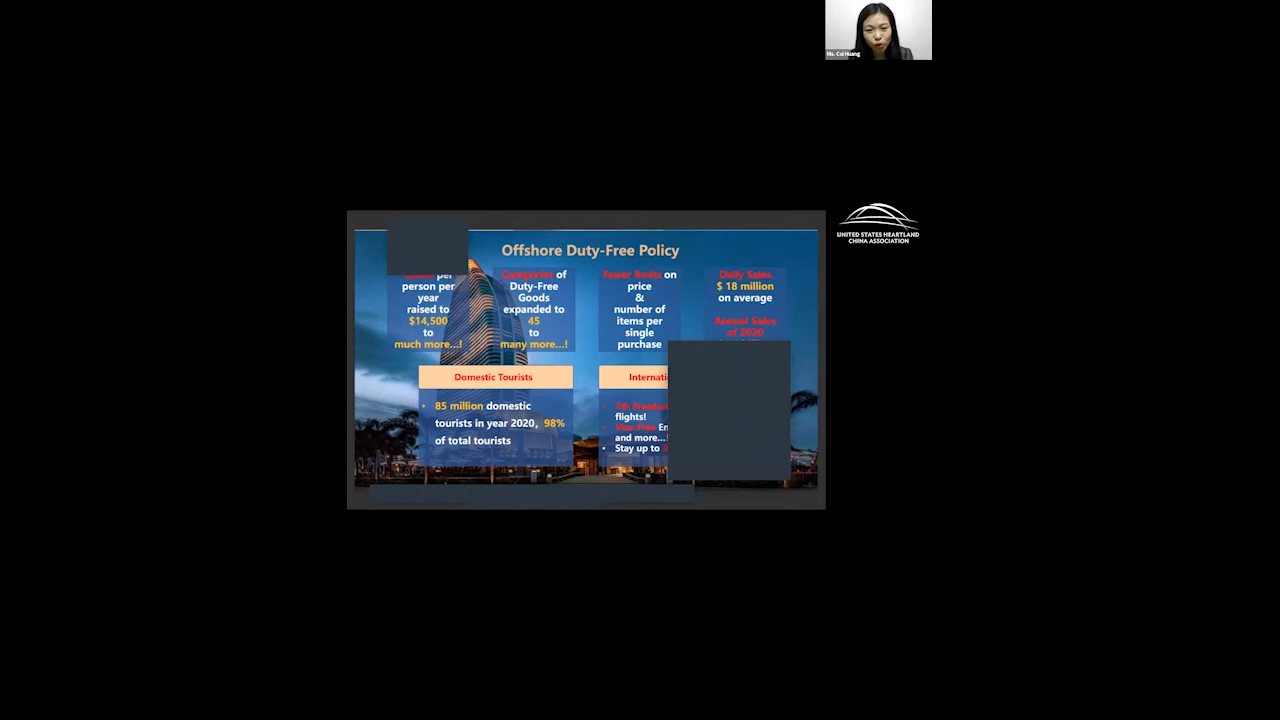 Ms. Cui Huang
UNITED STATES HEARTLAND
CHINA ASSOCIATION
Offshore Duty-Free Policy
per
person per
year
raised to
$14,500
to
much more...!
Categories of
Duty-Free
Goods
expanded to
45
to
many more...!
Fewer limits on
price
&
number of
items per
single
purchase
Daily Sales
$ 18 million
on average
Annual Sales
of 2020
Domestic Tourists
• 85 million domestic
tourists in year 2020, 98%
of total tourists
• 7th
flights!
• Visa-Free
and more...
• Stay up to